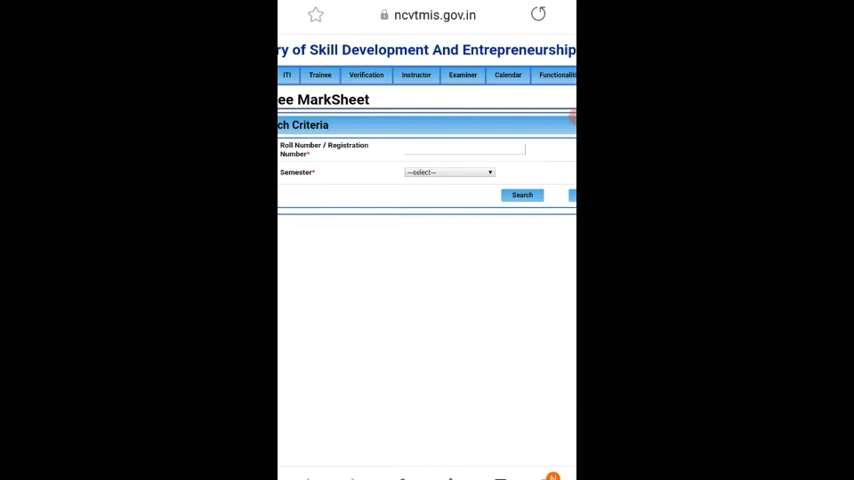 ncvtmis.gov.in
ry of Skill Development And Entrepreneurship
ITI Trainee Verification Instructor Examiner Calendar Functionaliti
ee MarkSheet
ch Criteria
Roll Number / Registration
Number*
Semester* ---select---
Search
N